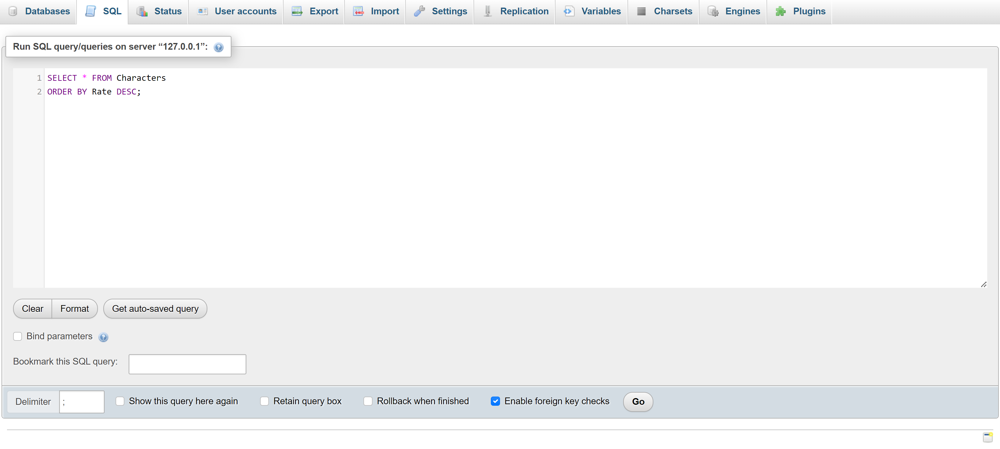 Databases SQL Status User accounts Export Import Settings Replication Variables Charsets Engines Plugins
Run SQL query/queries on server “127.0.0.1”:
1 SELECT * FROM Characters
2 ORDER BY Rate DESC;
Clear Format Get auto-saved query
Bind parameters
Bookmark this SQL query:
Delimiter ; Show this query here again Retain query box Rollback when finished Enable foreign key checks Go